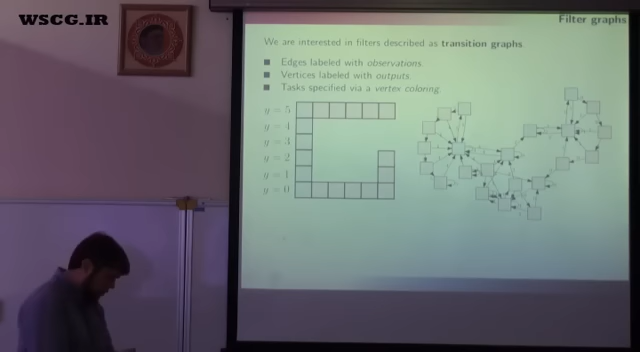 WSCG.IR
Filter graphs
We are interested in filters described as transition graphs
Edges labeled with observations.
Vertices labeled with outputs.
Tasks specified via a vertex coloring.
y = 5
y = 4
y = 3
y = 2
y = 1
y = 0